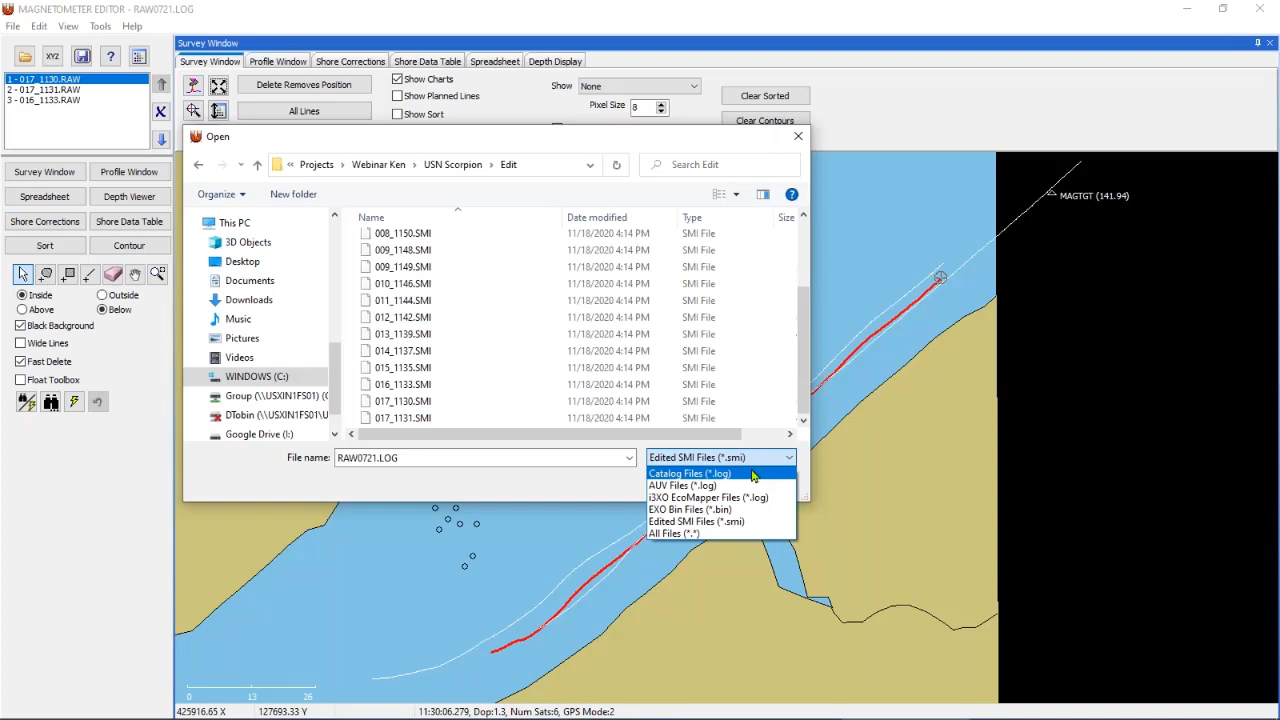 MAGNETOMETER EDITOR - RAW0721.LOG
File Edit View Tools Help
XYZ
?
1 - 017_1130.RAW
2 - 017_1131.RAW
3 - 016_1133.RAW
X
Survey Window Profile Window
Spreadsheet Depth Viewer
Shore Corrections Shore Data Table
Sort Contour
Inside Outside
Above Below
Black Background
Wide Lines
Fast Delete
Float Toolbox
Survey Window
Survey Window Profile Window Shore Corrections Shore Data Table Spreadsheet Depth Display
Delete Removes Position
All Lines
Show Charts
Show Planned Lines
Show Sort
Show None
Pixel Size 8
Clear Sorted
Clear Contours
Open
« Projects > Webinar Ken > USN Scorpion > Edit
Search Edit
Organize New folder
?
This PC
3D Objects
Desktop
Documents
Downloads
Music
Pictures
Videos
WINDOWS (C:)
Group (\\USXIN1FS01) (G
DTobin (\\USXIN1FS01\U
Google Drive (I:)
Name Date modified Type Size
008_1150.SMI 11/18/2020 4:14 PM SMI File
009_1148.SMI 11/18/2020 4:14 PM SMI File
009_1149.SMI 11/18/2020 4:14 PM SMI File
010_1146.SMI 11/18/2020 4:14 PM SMI File
011_1144.SMI 11/18/2020 4:14 PM SMI File
012_1142.SMI 11/18/2020 4:14 PM SMI File
013_1139.SMI 11/18/2020 4:14 PM SMI File
014_1137.SMI 11/18/2020 4:14 PM SMI File
015_1135.SMI 11/18/2020 4:14 PM SMI File
016_1133.SMI 11/18/2020 4:14 PM SMI File
017_1130.SMI 11/18/2020 4:14 PM SMI File
017_1131.SMI 11/18/2020 4:14 PM SMI File
File name: RAW0721.LOG
Edited SMI Files (*.smi)
Catalog Files (*.log)
AUV Files (*.log)
i3XO EcoMapper Files (*.log)
EXO Bin Files (*.bin)
Edited SMI Files (*.smi)
All Files (*.*)
MAGTGT (141.94)
0 13 26
425916.65 X 127693.33 Y 11:30:06.279, Dop:1.3, Num Sats:6, GPS Mode:2